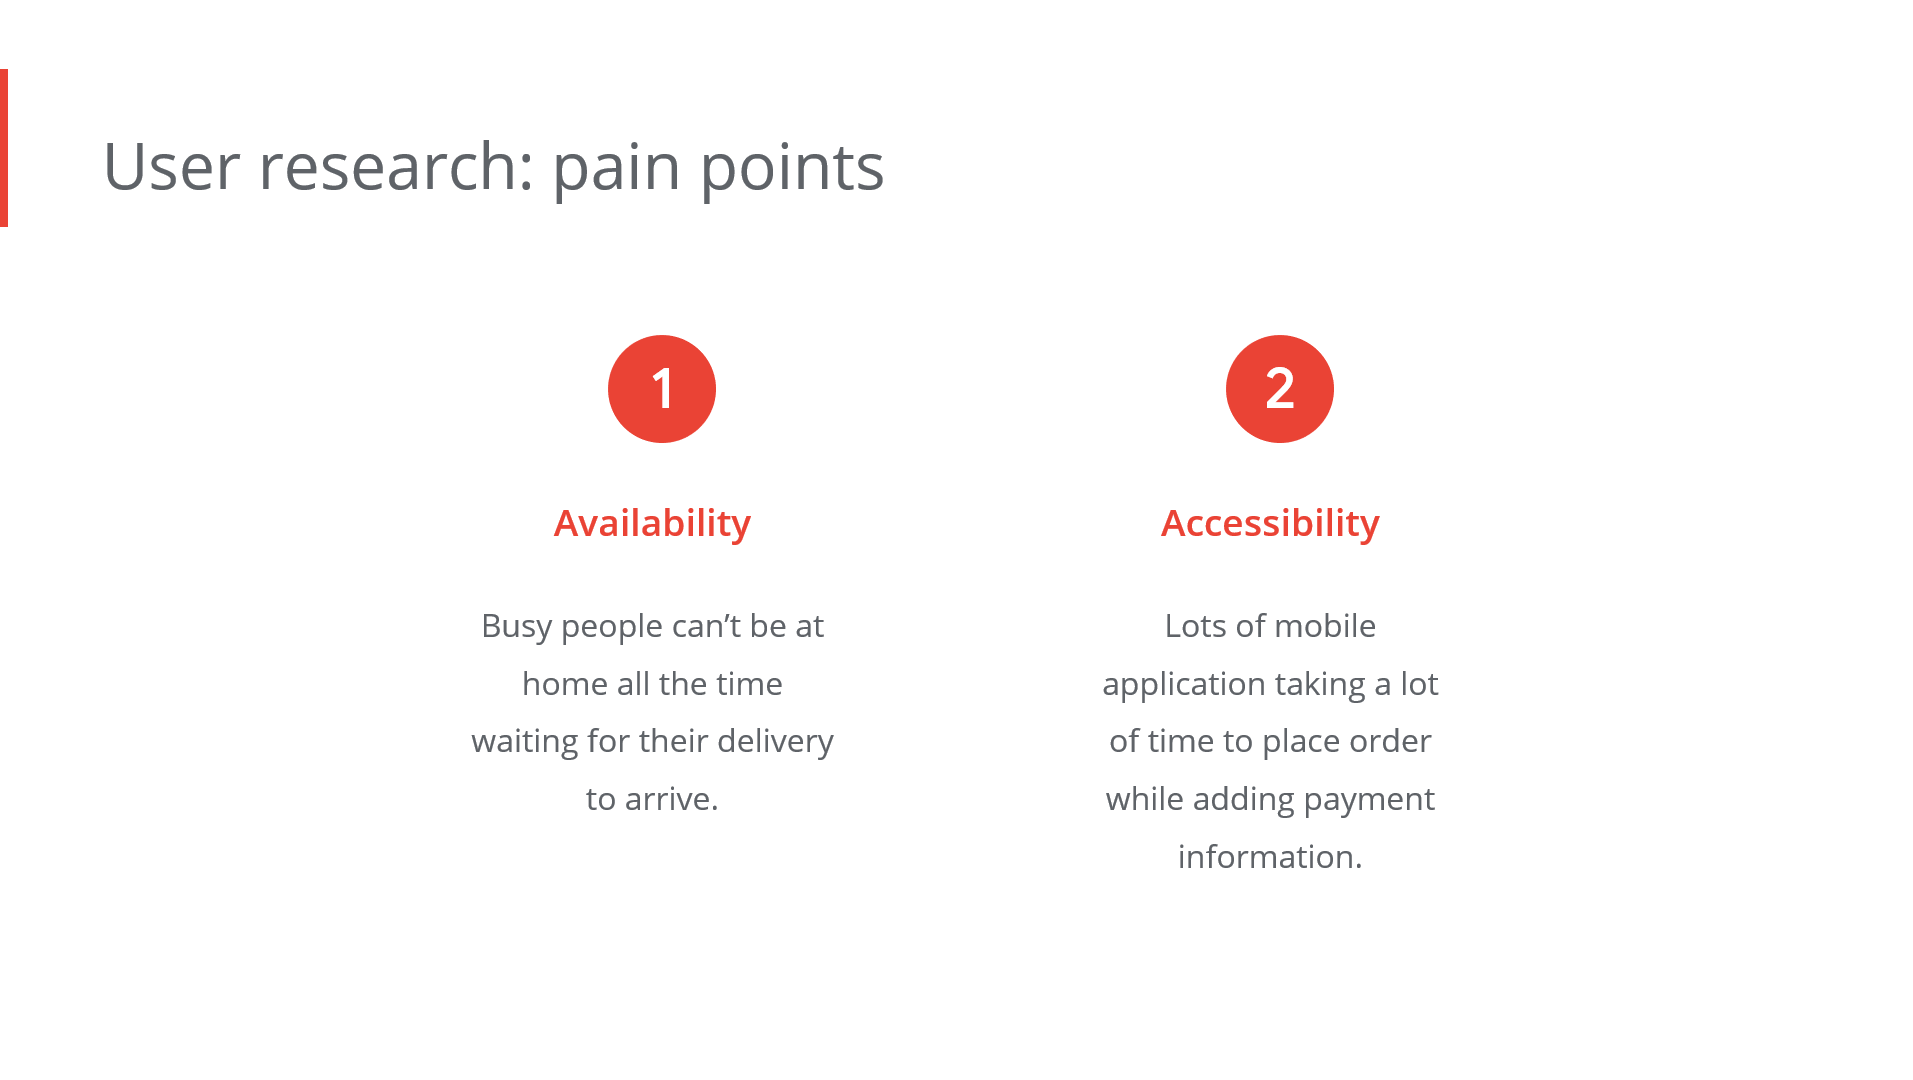 User research: pain points
1
Availability
Busy people can’t be at
home all the time
waiting for their delivery
to arrive.
2
Accessibility
Lots of mobile
application taking a lot
of time to place order
while adding payment
information.